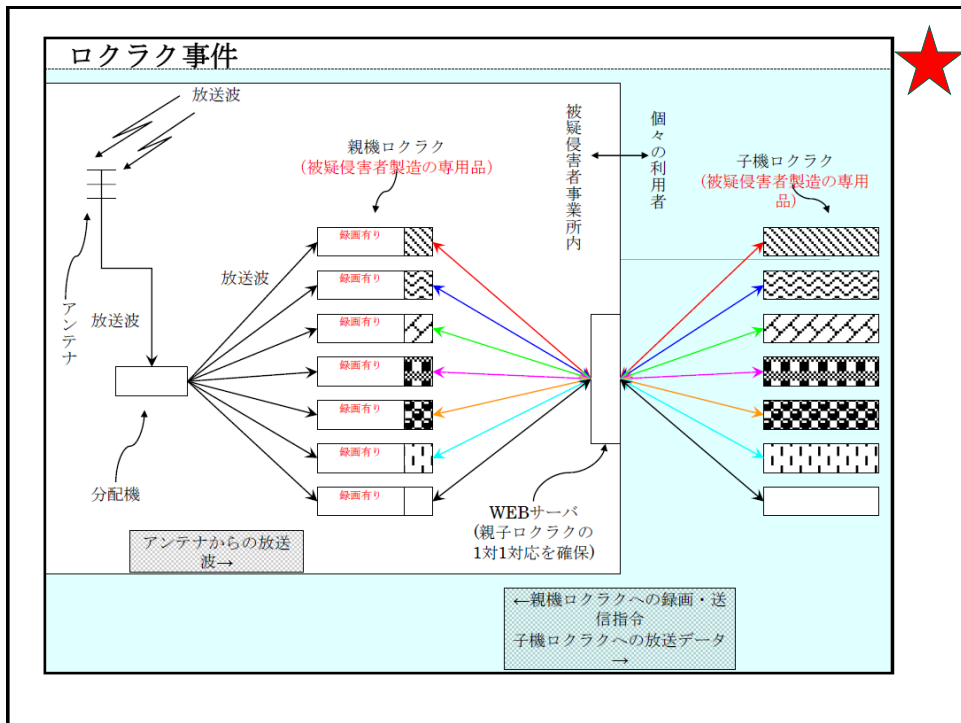 ロクラク事件
放送波
親機ロクラク
(被疑侵害者製造の専用品)
被疑侵害者事業所内
個々の利用者
子機ロクラク
(被疑侵害者製造の専用
品)
録画有り
録画有り
録画有り
録画有り
録画有り
録画有り
録画有り
放送波
アンテナ
放送波
分配機
WEBサーバ
(親子ロクラクの
1対1対応を確保)
アンテナからの放送
波→
←親機ロクラクへの録画・送
信指令
子機ロクラクへの放送データ
→